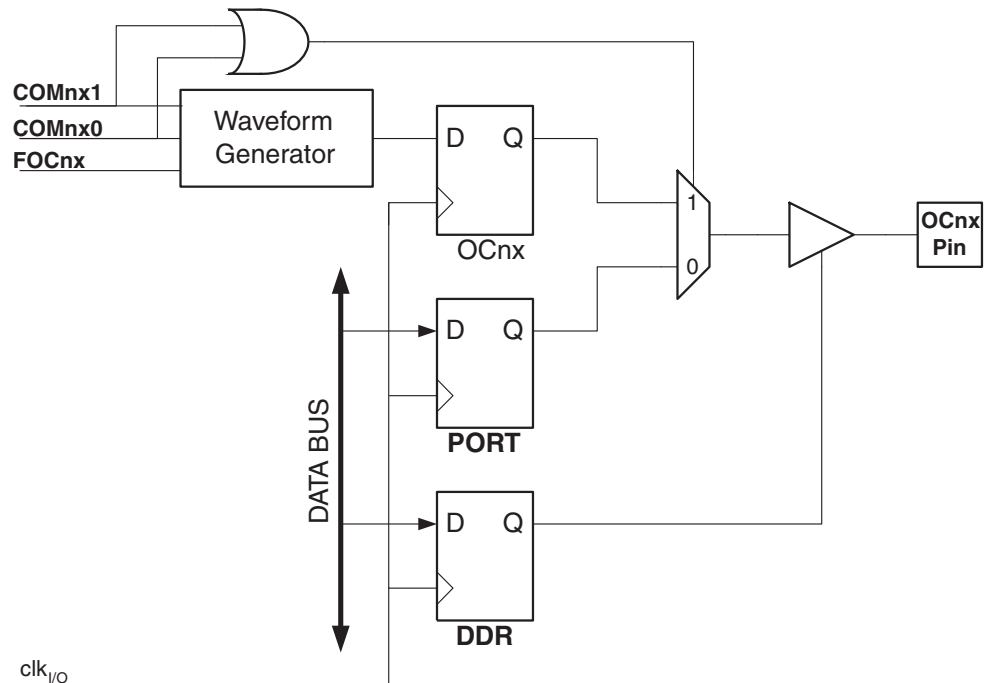 COMnx1
COMnx0
FOCnx
Waveform
Generator
D Q
OCnx
1
0
OCnx
Pin
D Q
PORT
DATA BUS
D Q
DDR
clkI/O